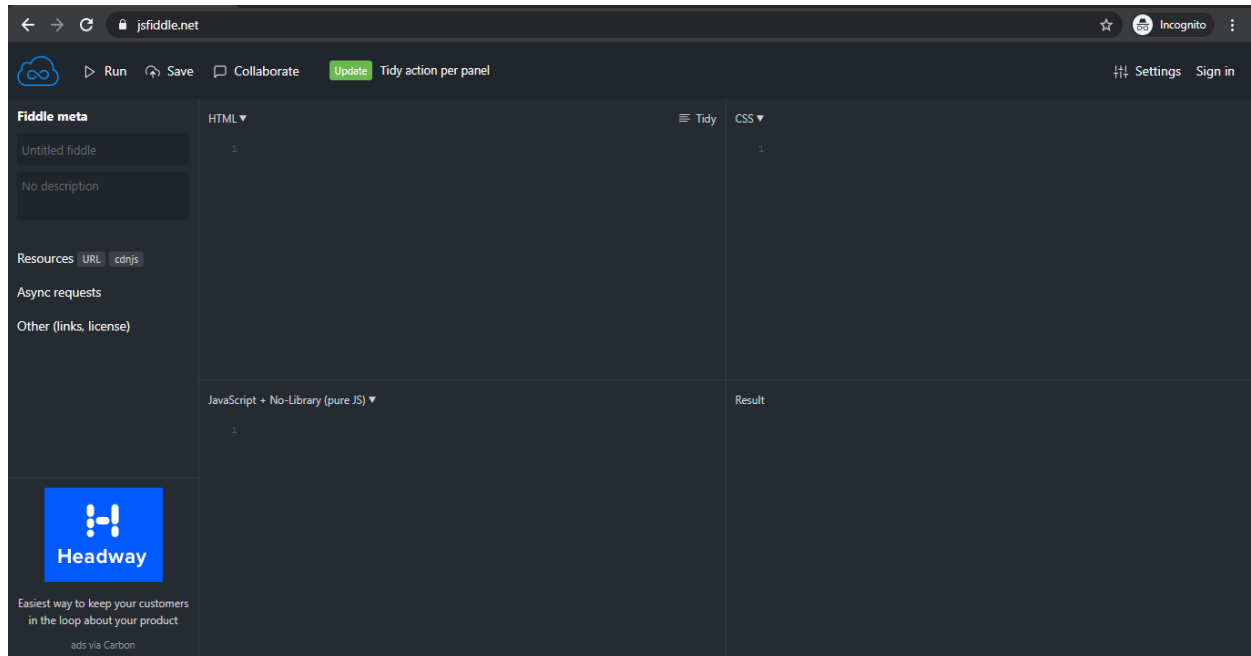 jsfiddle.net
Incognito
Run Save Collaborate Update Tidy action per panel Settings Sign in
Fiddle meta
Untitled fiddle
No description
Resources URL cdnjs
Async requests
Other (links, license)
Headway
Easiest way to keep your customers
in the loop about your product
ads via Carbon
HTML ▼ Tidy
1
CSS ▼
1
JavaScript + No-Library (pure JS) ▼
1
Result